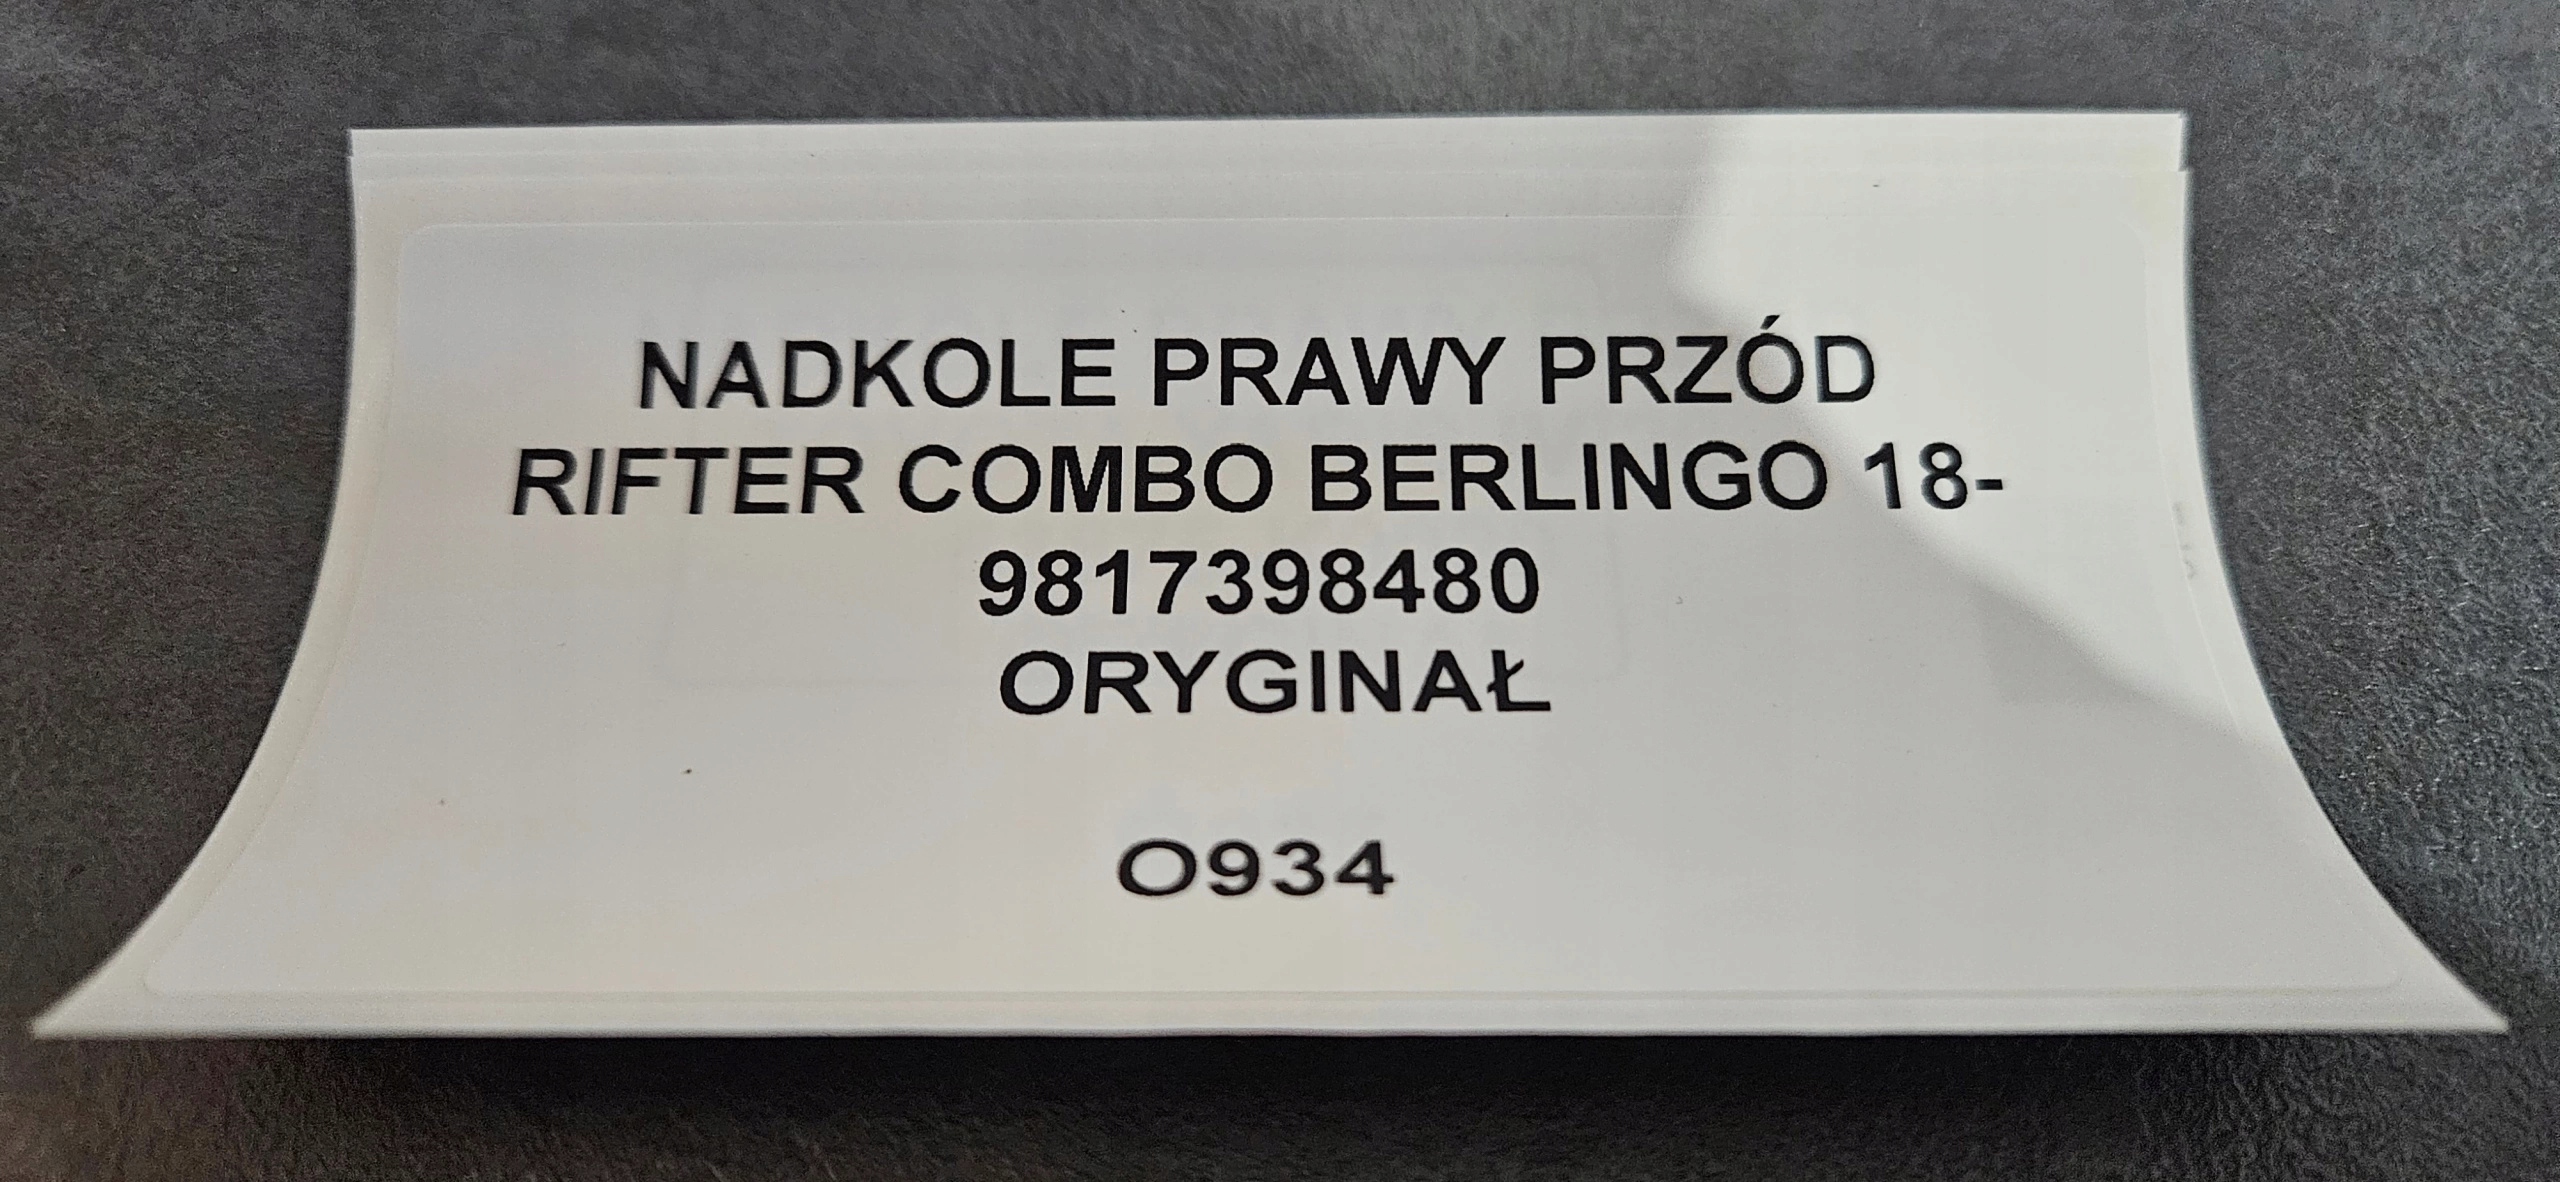 NADKOLE PRAWY PRZÓD
RIFTER COMBO BERLINGO 18-
9817398480
ORYGINAŁ
O934